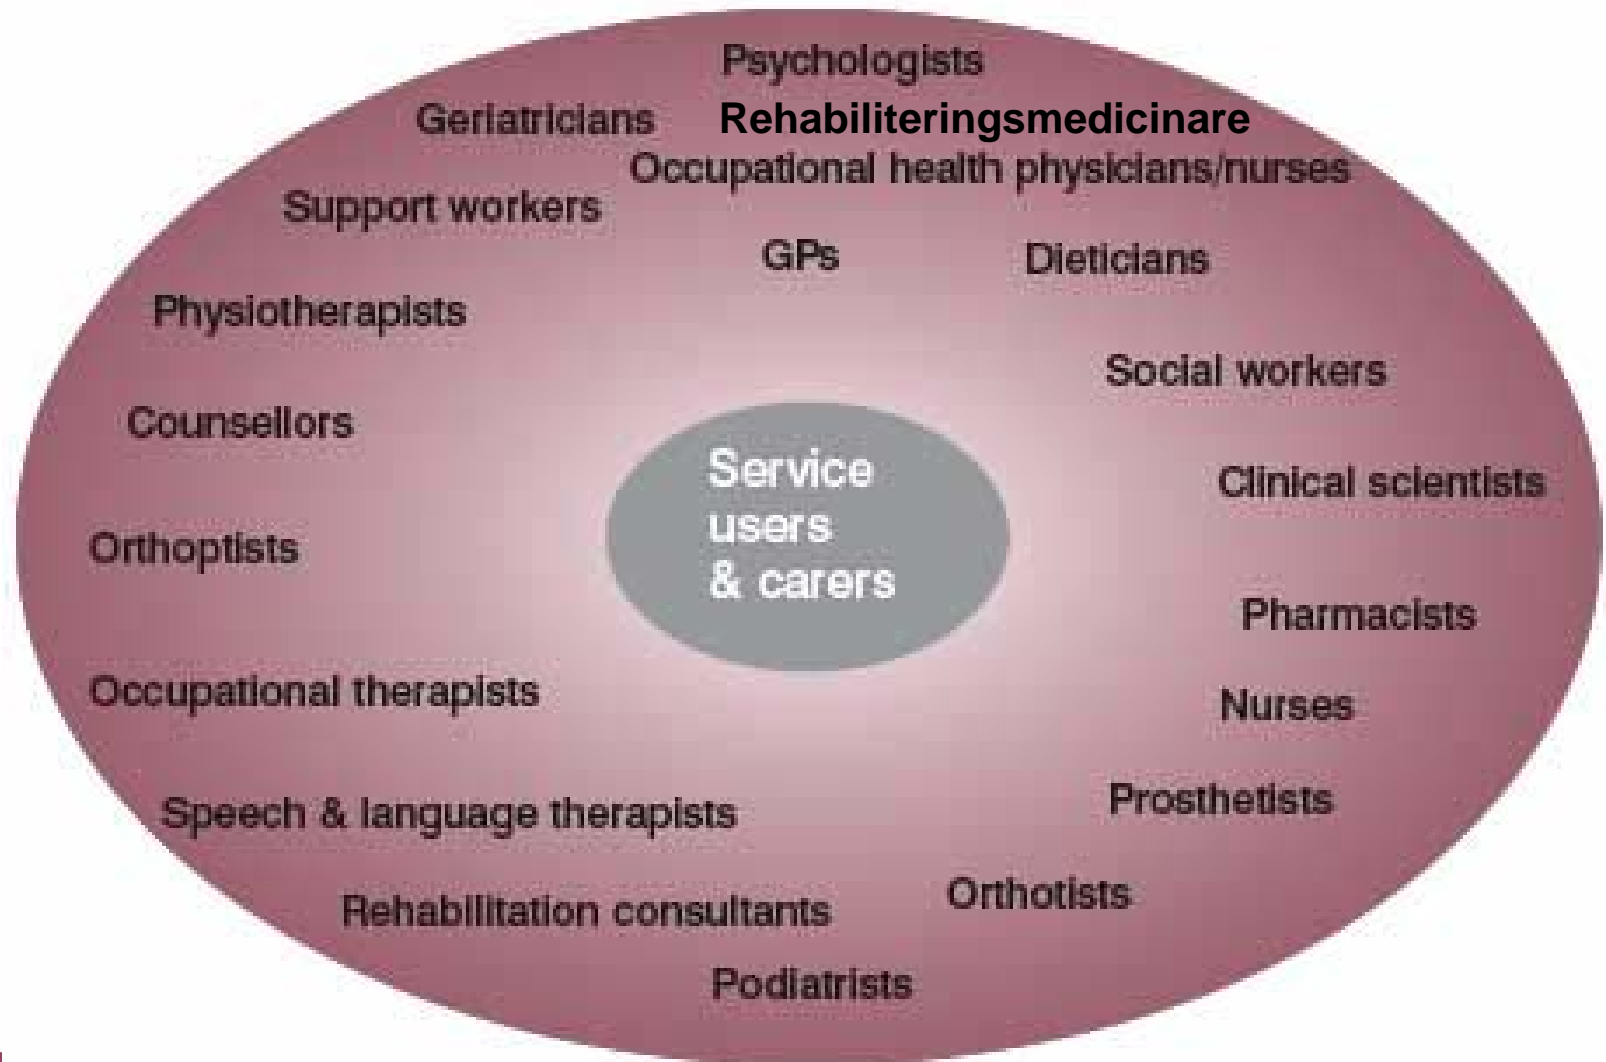 Psychologists
Geriatricians
Rehabiliteringsmedicinare
Occupational health physicians/nurses
Support workers
GPs
Dieticians
Physiotherapists
Social workers
Counsellors
Service
users
& carers
Clinical scientists
Orthoptists
Pharmacists
Occupational therapists
Nurses
Prosthetists
Speech & language therapists
Orthotists
Rehabilitation consultants
Podiatrists